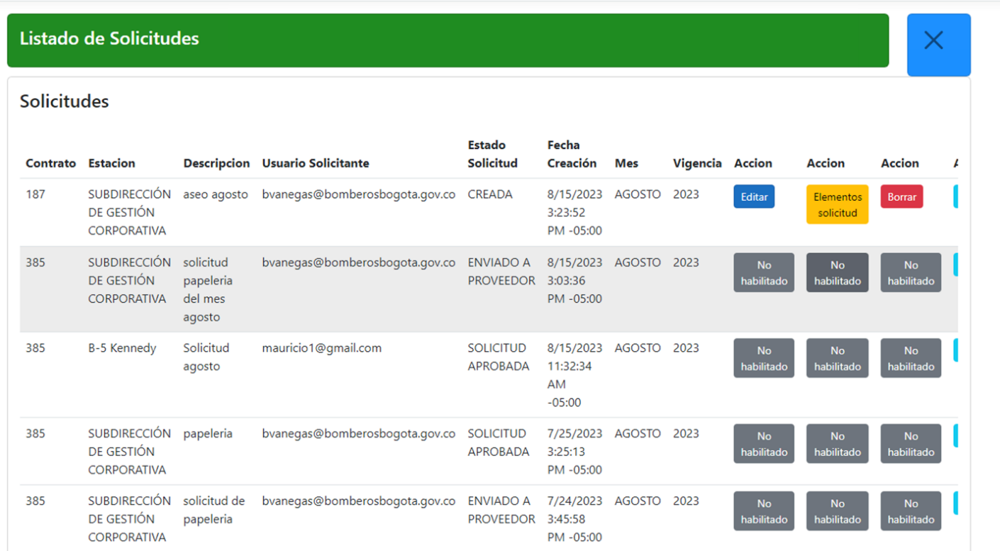 Listado de Solicitudes
Solicitudes
Contrato Estacion Descripcion Usuario Solicitante Estado Solicitud Fecha Creación Mes Vigencia Accion Accion Accion
187 SUBDIRECCIÓN DE GESTIÓN CORPORATIVA aseo agosto bvanegas@bomberosbogota.gov.co CREADA 8/15/2023 3:23:52 PM -05:00 AGOSTO 2023 Editar Elementos solicitud Borrar
385 SUBDIRECCIÓN DE GESTIÓN CORPORATIVA solicitud papeleria del mes agosto bvanegas@bomberosbogota.gov.co ENVIADO A PROVEEDOR 8/15/2023 3:03:36 PM -05:00 AGOSTO 2023 No habilitado No habilitado No habilitado
385 B-5 Kennedy Solicitud agosto mauricio1@gmail.com SOLICITUD APROBADA 8/15/2023 11:32:34 AM -05:00 AGOSTO 2023 No habilitado No habilitado No habilitado
385 SUBDIRECCIÓN DE GESTIÓN CORPORATIVA papeleria bvanegas@bomberosbogota.gov.co SOLICITUD APROBADA 7/25/2023 3:25:13 PM -05:00 AGOSTO 2023 No habilitado No habilitado No habilitado
385 SUBDIRECCIÓN DE GESTIÓN CORPORATIVA solicitud de papeleria bvanegas@bomberosbogota.gov.co ENVIADO A PROVEEDOR 7/24/2023 3:45:58 PM -05:00 AGOSTO 2023 No habilitado No habilitado No habilitado